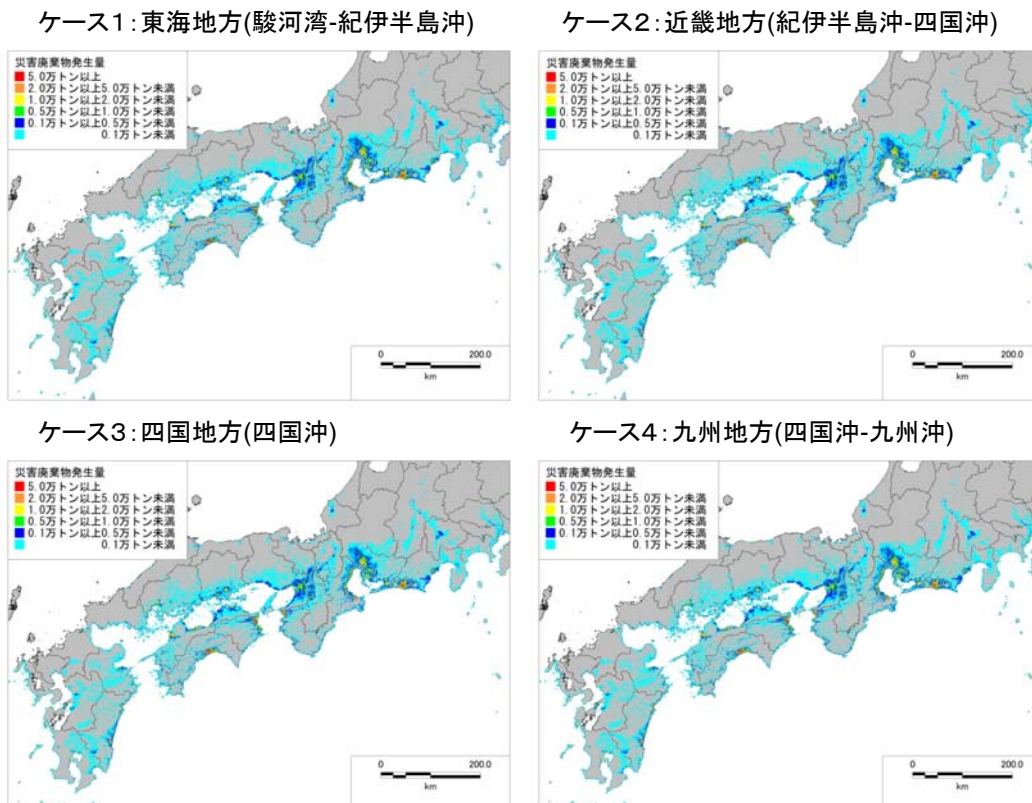 ケース1:東海地方(駿河湾-紀伊半島沖)
災害廃棄物発生量
5.0万トン以上
2.0万トン以上5.0万トン未満
1.0万トン以上2.0万トン未満
0.5万トン以上1.0万トン未満
0.1万トン以上0.5万トン未満
0.1万トン未満
0 200.0
km
ケース2:近畿地方(紀伊半島沖-四国沖)
災害廃棄物発生量
5.0万トン以上
2.0万トン以上5.0万トン未満
1.0万トン以上2.0万トン未満
0.5万トン以上1.0万トン未満
0.1万トン以上0.5万トン未満
0.1万トン未満
0 200.0
km
ケース3:四国地方(四国沖)
災害廃棄物発生量
5.0万トン以上
2.0万トン以上5.0万トン未満
1.0万トン以上2.0万トン未満
0.5万トン以上1.0万トン未満
0.1万トン以上0.5万トン未満
0.1万トン未満
0 200.0
km
ケース4:九州地方(四国沖-九州沖)
災害廃棄物発生量
5.0万トン以上
2.0万トン以上5.0万トン未満
1.0万トン以上2.0万トン未満
0.5万トン以上1.0万トン未満
0.1万トン以上0.5万トン未満
0.1万トン未満
0 200.0
km